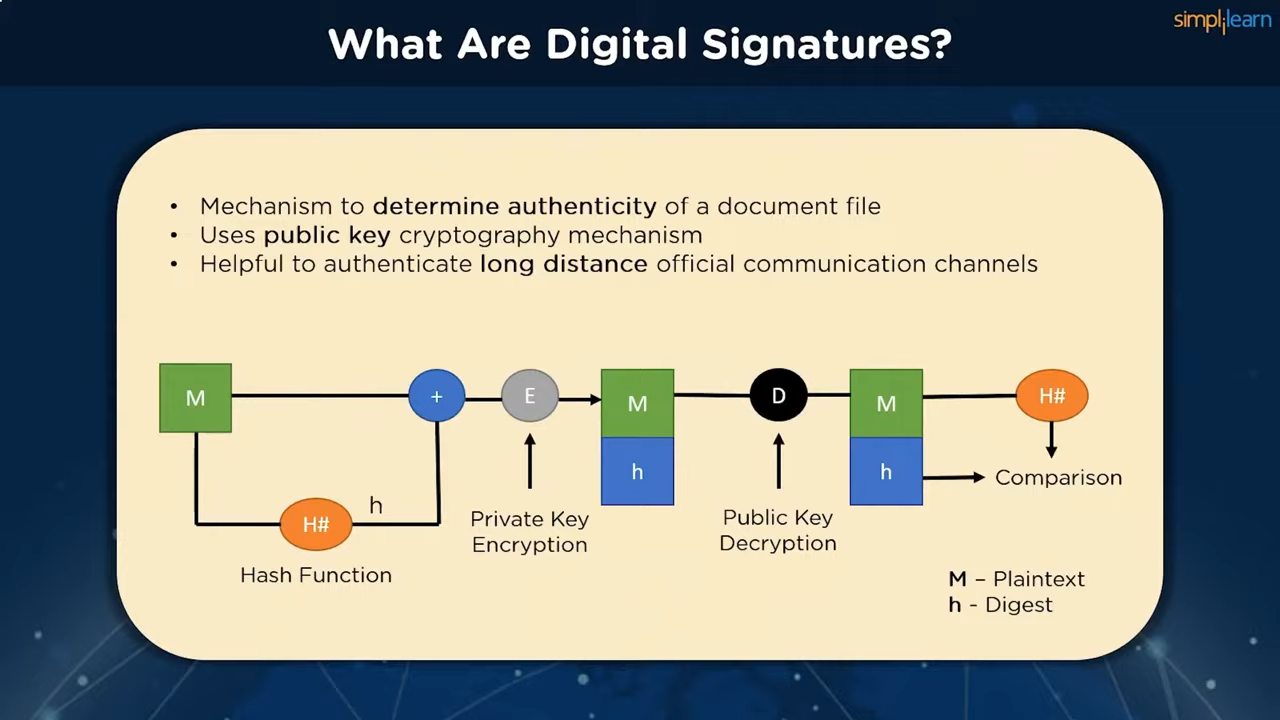 simplilearn
What Are Digital Signatures?
• Mechanism to determine authenticity of a document file
• Uses public key cryptography mechanism
• Helpful to authenticate long distance official communication channels
M
+
E
M
D
M
H#
h
h
Comparison
h
H#
Hash Function
Private Key
Encryption
Public Key
Decryption
M – Plaintext
h - Digest